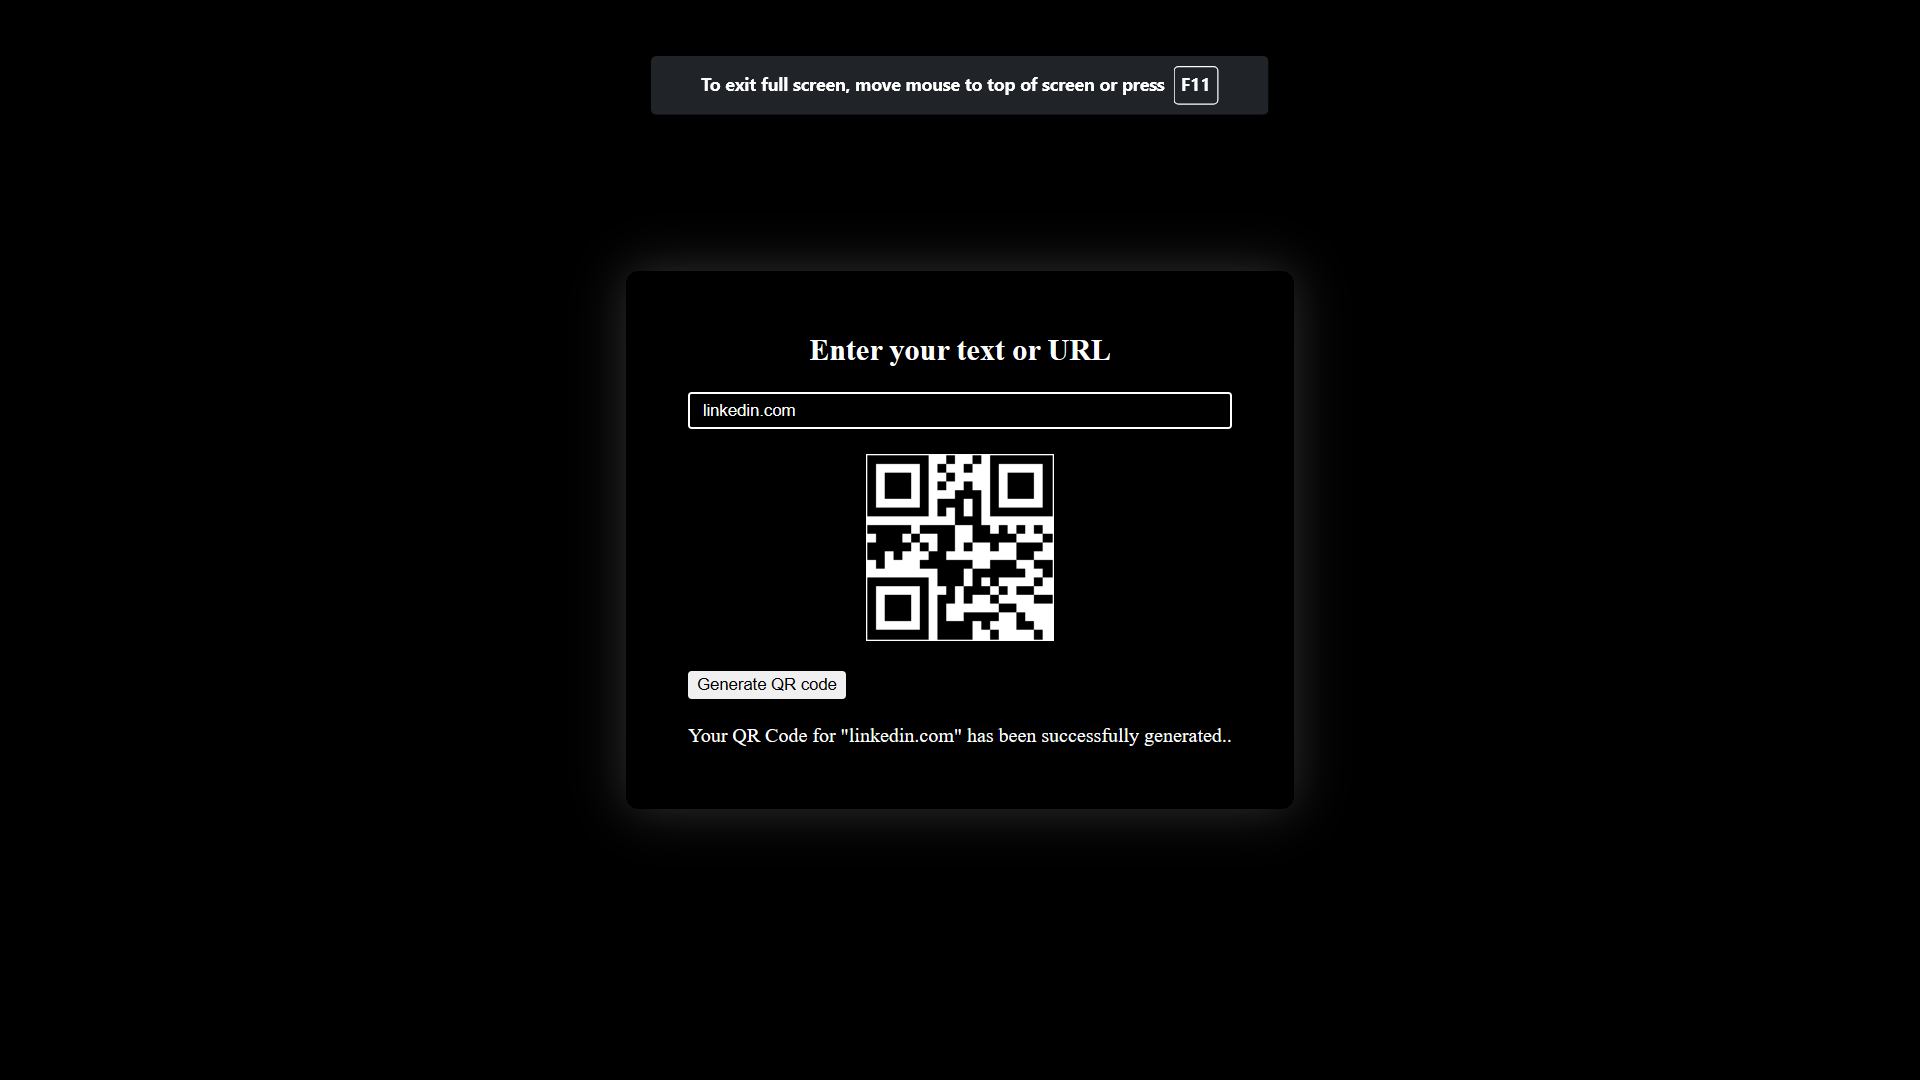 To exit full screen, move mouse to top of screen or press F11
Enter your text or URL
linkedin.com
Generate QR code
Your QR Code for "linkedin.com" has been successfully generated..